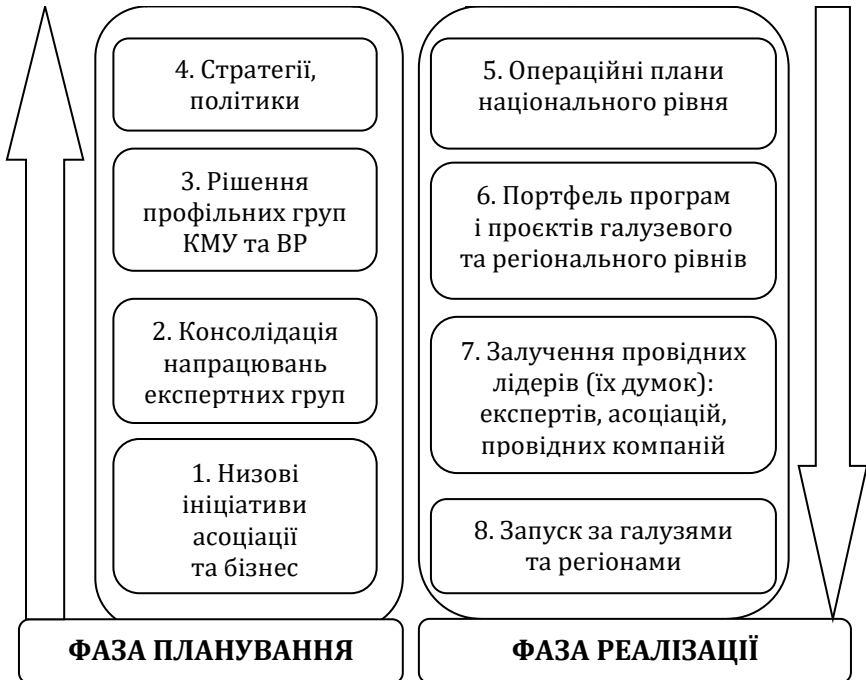 4. Стратегії,
політики
3. Рішення
профільних груп
КМУ та ВР
2. Консолідація
напрацювань
експертних груп
1. Низові
ініціативи
асоціації
та бізнес
ФАЗА ПЛАНУВАННЯ
5. Операційні плани
національного рівня
6. Портфель програм
і проєктів галузевого
та регіонального рівнів
7. Залучення провідних
лідерів (їх думок):
експертів, асоціацій,
провідних компаній
8. Запуск за галузями
та регіонами
ФАЗА РЕАЛІЗАЦІЇ